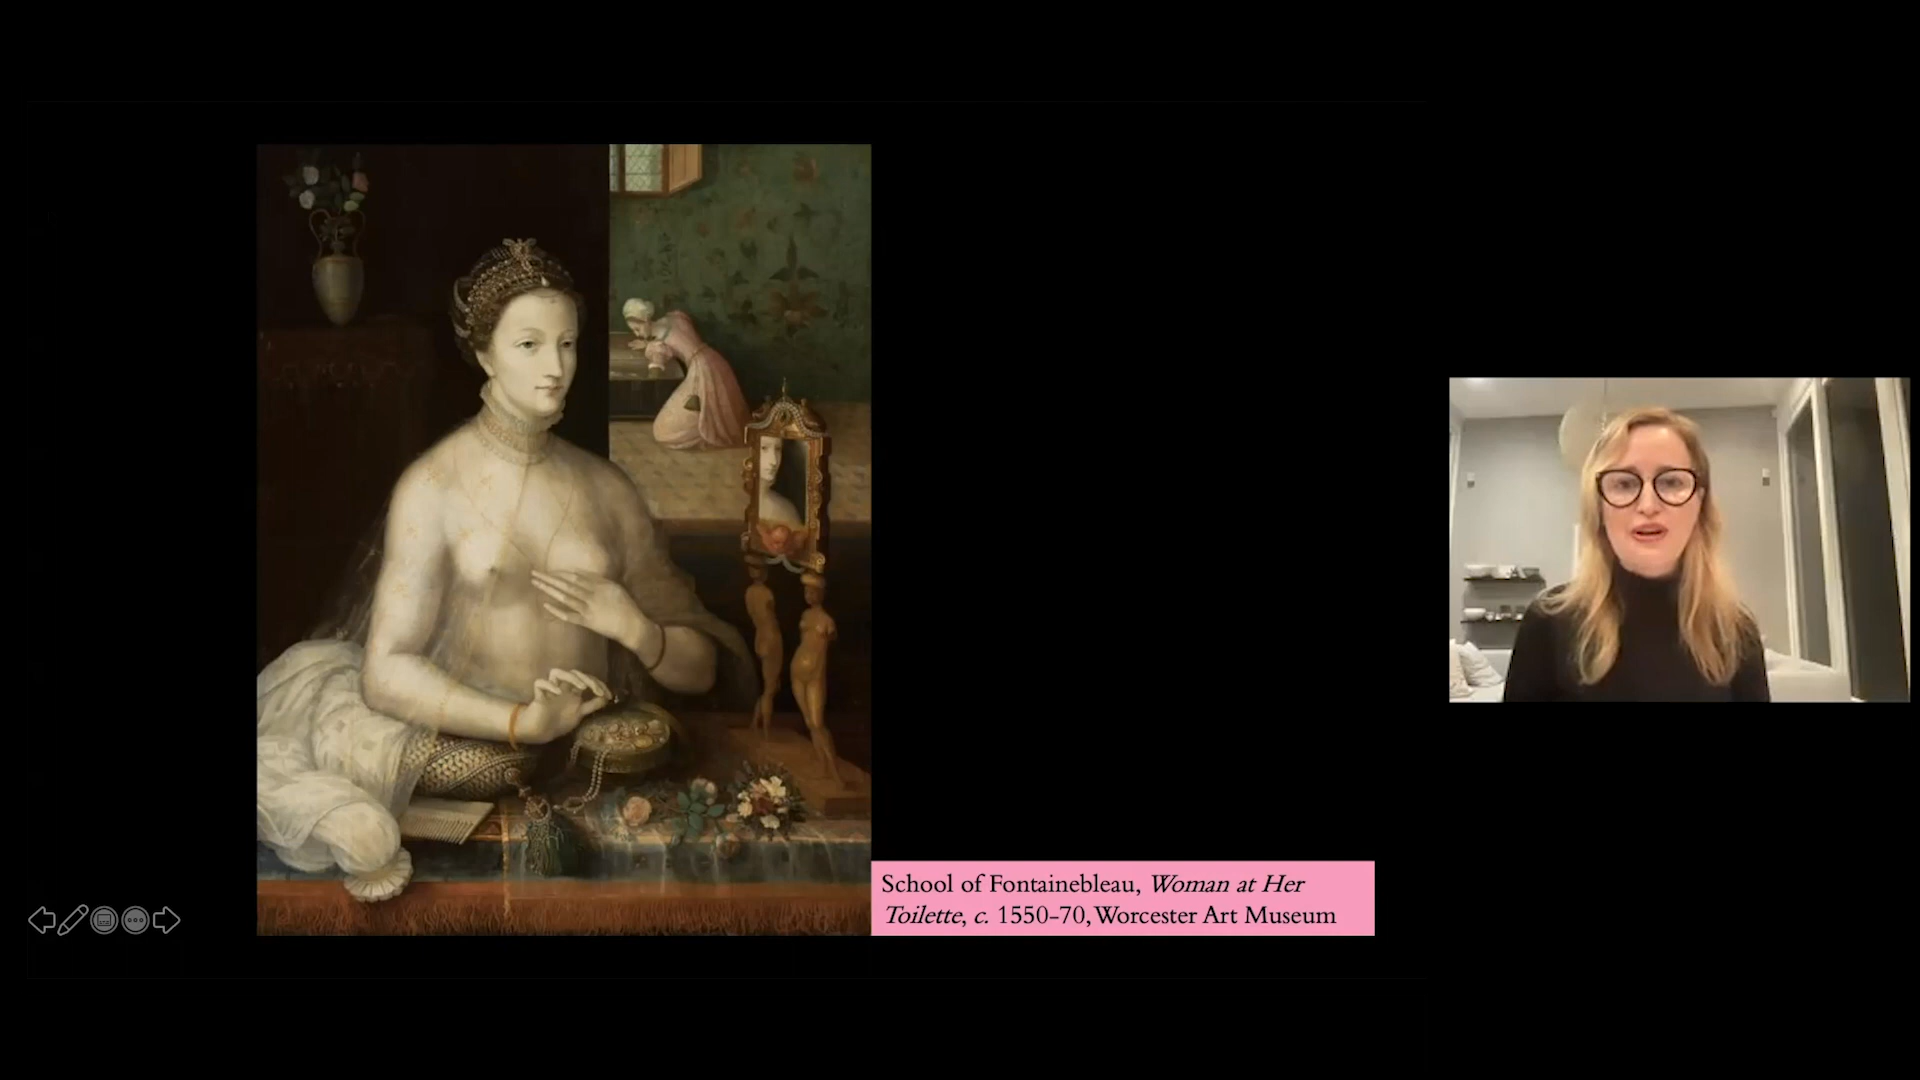 School of Fontainebleau, Woman at Her
Toilette, c. 1550-70, Worcester Art Museum